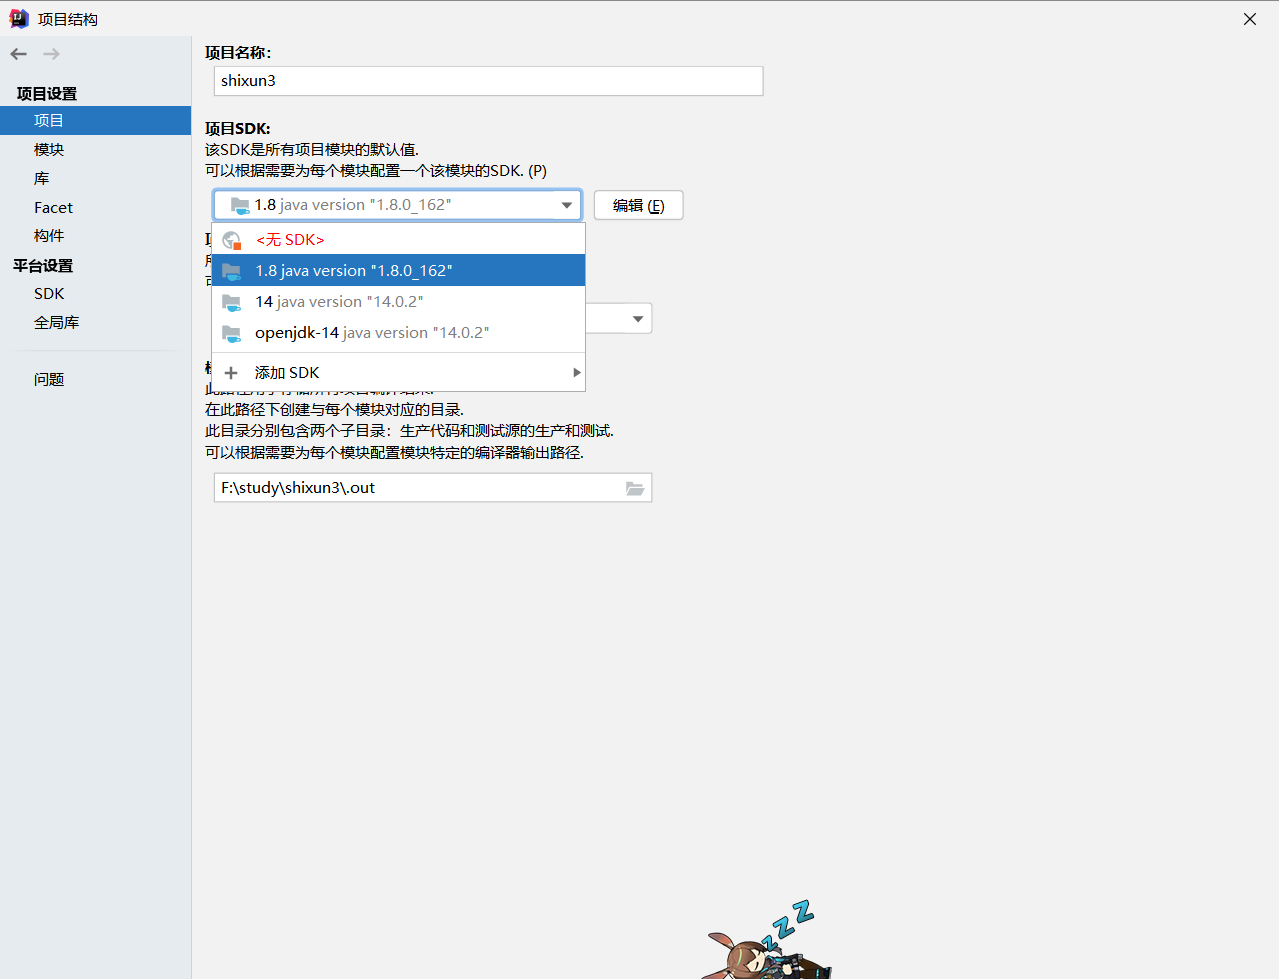 项目结构
项目名称:
shixun3
项目设置
项目
模块
库
Facet
构件
平台设置
SDK
全局库
问题
项目SDK:
该SDK是所有项目模块的默认值.
可以根据需要为每个模块配置一个该模块的SDK. (P)
1.8 java version "1.8.0_162"
编辑 (E)
<无 SDK>
1.8 java version "1.8.0_162"
14 java version "14.0.2"
openjdk-14 java version "14.0.2"
添加 SDK
在此路径下创建与每个模块对应的目录.
此目录分别包含两个子目录：生产代码和测试源的生产和测试.
可以根据需要为每个模块配置模块特定的编译器输出路径.
F:\study\shixun3\.out
z z z